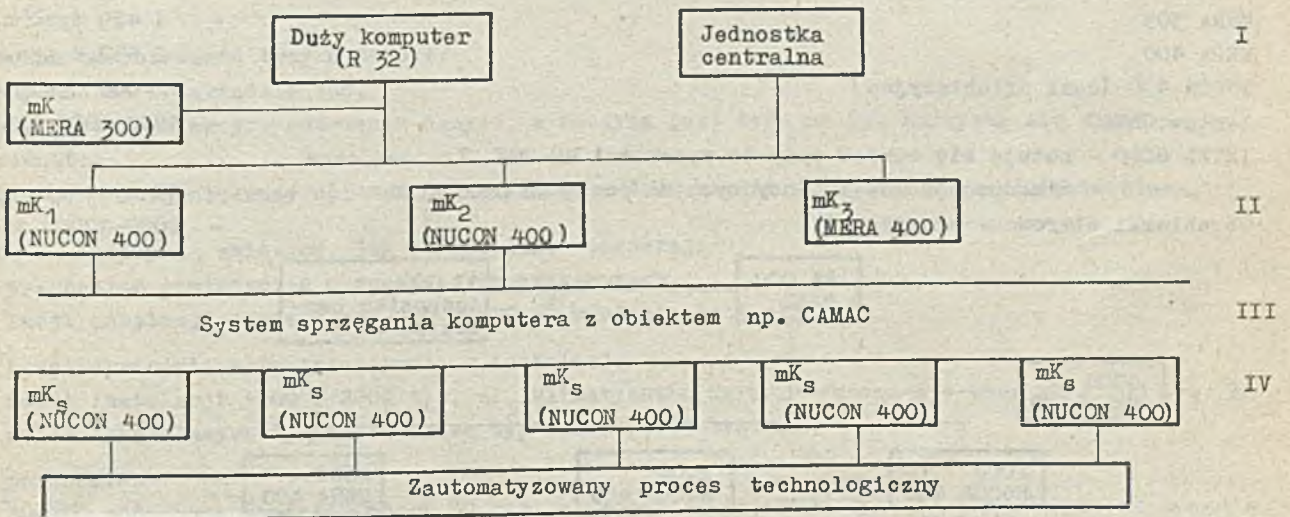 Duży komputer
(R 32)
Jednostka
centralna
I
mK
(MERA 300)
mK1
(NUCON 400)
mK2
(NUCON 400)
mK3
(MERA 400)
II
System sprzęgania komputera z obiektem np. CAMAC
III
mKs
(NUCON 400)
mKs
(NUCON 400)
mKs
(NUCON 400)
mKs
(NUCON 400)
mKs
(NUCON 400)
IV
Zautomatyzowany proces technologiczny